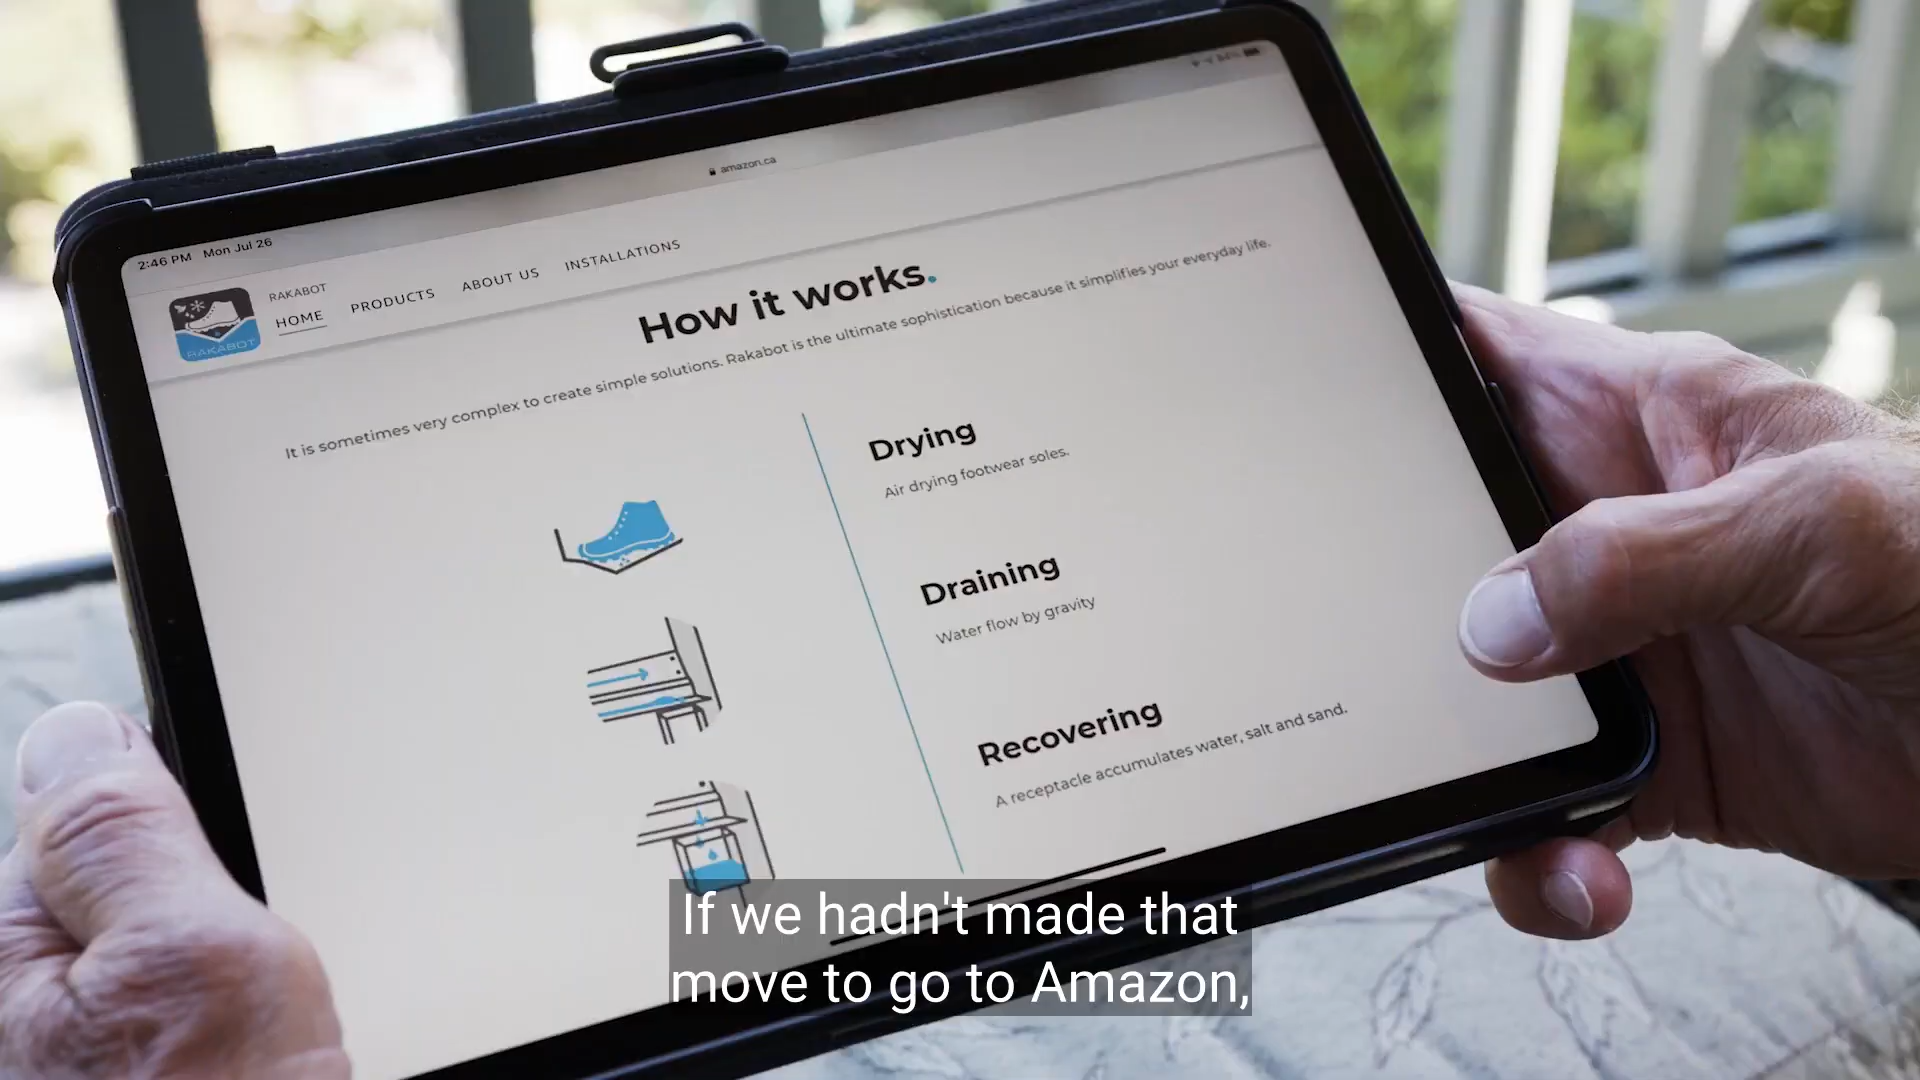 2:46 PM Mon Jul 26
amazon.ca
RAKABOT
RAKABOT
HOME
PRODUCTS
ABOUT US
INSTALLATIONS
How it works.
It is sometimes very complex to create simple solutions. Rakabot is the ultimate sophistication because it simplifies your everyday life.
Drying
Air drying footwear soles.
Draining
Water flow by gravity
Recovering
A receptacle accumulates water, salt and sand.
If we hadn't made that
move to go to Amazon,